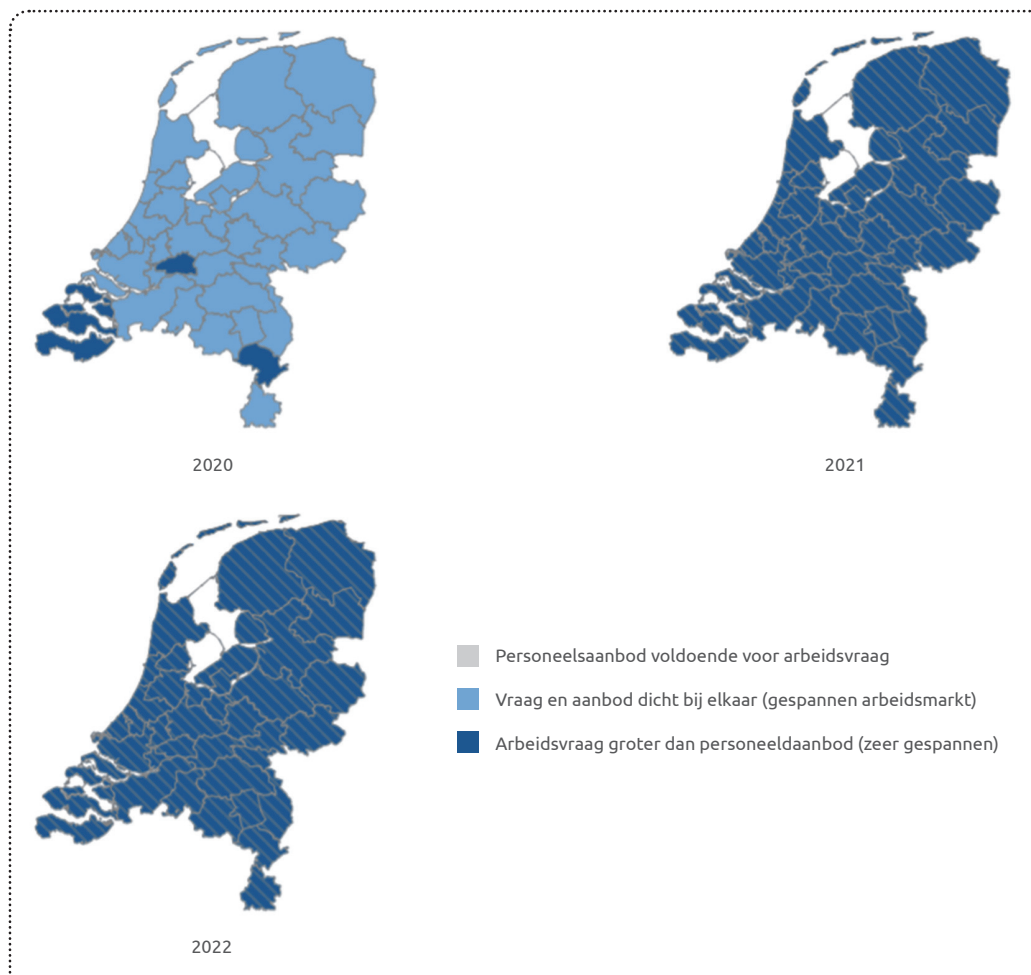 2020
2021
Personeelsaanbod voldoende voor arbeidsvraag
Vraag en aanbod dicht bij elkaar (gespannen arbeidsmarkt)
Arbeidsvraag groter dan personeeldaanbod (zeer gespannen)
2022